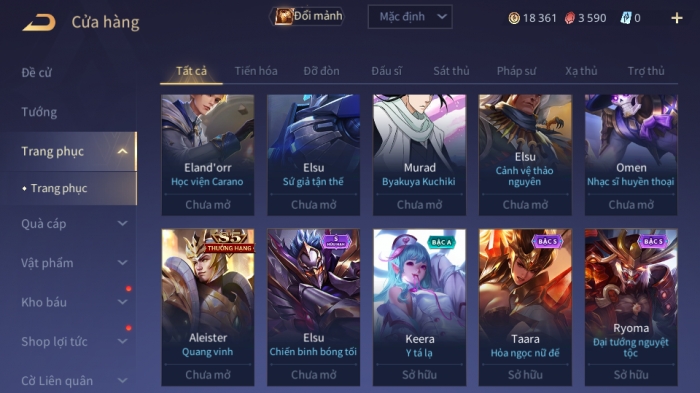 Cửa hàng
Đổi mảnh
Mặc định
18 361
3 590
0
Đề cử
Tướng
Trang phục
Trang phục
Quà cáp
Vật phẩm
Kho báu
Shop lợi tức
Cờ Liên quân
Tất cả
Tiến hóa
Đỡ đòn
Đấu sĩ
Sát thủ
Pháp sư
Xạ thủ
Trợ thủ
Eland'orr
Học viện Carano
Chưa mở
Elsu
Sứ giả tận thế
Chưa mở
Murad
Byakuya Kuchiki
Chưa mở
Elsu
Cảnh vệ thảo
nguyên
Chưa mở
Omen
Nhạc sĩ huyền thoại
Chưa mở
S5
THƯỞNG HẠNG
Aleister
Quang vinh
Chưa mở
S
HỮU HẠN
Elsu
Chiến binh bóng tối
Chưa mở
BẬC A
Keera
Y tá lạ
Sở hữu
BẬC S
Taara
Hỏa ngọc nữ đế
Sở hữu
BẬC S
Ryoma
Đại tướng nguyệt
tộc
Sở hữu